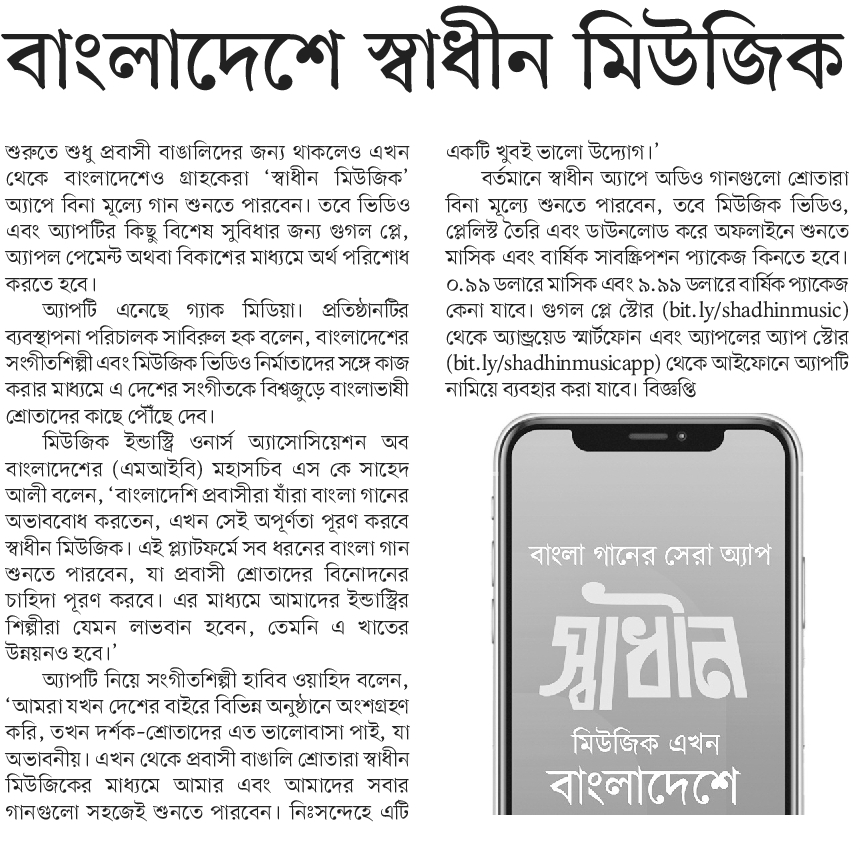 বাংলাদেশে স্বাধীন মিউজিক
শুরুতে শুধু প্রবাসী বাঙালিদের জন্য থাকলেও এখন
থেকে বাংলাদেশেও গ্রাহকেরা ‘স্বাধীন মিউজিক’
অ্যাপে বিনা মূল্যে গান শুনতে পারবেন। তবে ভিডিও
এবং অ্যাপটির কিছু বিশেষ সুবিধার জন্য গুগল প্লে,
অ্যাপল পেমেন্ট অথবা বিকাশের মাধ্যমে অর্থ পরিশোধ
করতে হবে।
অ্যাপটি এনেছে গ্যাক মিডিয়া। প্রতিষ্ঠানটির
ব্যবস্থাপনা পরিচালক সাবিরুল হক বলেন, বাংলাদেশের
সংগীতশিল্পী এবং মিউজিক ভিডিও নির্মাতাদের সঙ্গে কাজ
করার মাধ্যমে এ দেশের সংগীতকে বিশ্বজুড়ে বাংলাভাষী
শ্রোতাদের কাছে পৌঁছে দেব।
মিউজিক ইন্ডাস্ট্রি ওনার্স অ্যাসোসিয়েশন অব
বাংলাদেশের (এমআইবি) মহাসচিব এস কে সাহেদ
আলী বলেন, ‘বাংলাদেশি প্রবাসীরা যাঁরা বাংলা গানের
অভাববোধ করতেন, এখন সেই অপূর্ণতা পূরণ করবে
স্বাধীন মিউজিক। এই প্ল্যাটফর্মে সব ধরনের বাংলা গান
শুনতে পারবেন, যা প্রবাসী শ্রোতাদের বিনোদনের
চাহিদা পূরণ করবে। এর মাধ্যমে আমাদের ইন্ডাস্ট্রির
শিল্পীরা যেমন লাভবান হবেন, তেমনি এ খাতের
উন্নয়নও হবে।’
অ্যাপটি নিয়ে সংগীতশিল্পী হাবিব ওয়াহিদ বলেন,
‘আমরা যখন দেশের বাইরে বিভিন্ন অনুষ্ঠানে অংশগ্রহণ
করি, তখন দর্শক-শ্রোতাদের এত ভালোবাসা পাই, যা
অভাবনীয়। এখন থেকে প্রবাসী বাঙালি শ্রোতারা স্বাধীন
মিউজিকের মাধ্যমে আমার এবং আমাদের সবার
গানগুলো সহজেই শুনতে পারবেন। নিঃসন্দেহে এটি
একটি খুবই ভালো উদ্যোগ।’
বর্তমানে স্বাধীন অ্যাপে অডিও গানগুলো শ্রোতারা
বিনা মূল্যে শুনতে পারবেন, তবে মিউজিক ভিডিও,
প্লেলিস্ট তৈরি এবং ডাউনলোড করে অফলাইনে শুনতে
মাসিক এবং বার্ষিক সাবস্ক্রিপশন প্যাকেজ কিনতে হবে।
০.৯৯ ডলারে মাসিক এবং ৯.৯৯ ডলারে বার্ষিক প্যাকেজ
কেনা যাবে। গুগল প্লে স্টোর (bit.ly/shadhinmusic)
থেকে অ্যান্ড্রয়েড স্মার্টফোন এবং অ্যাপলের অ্যাপ স্টোর
(bit.ly/shadhinmusicapp) থেকে আইফোনে অ্যাপটি
নামিয়ে ব্যবহার করা যাবে। বিজ্ঞপ্তি
বাংলা গানের সেরা অ্যাপ
স্বাধীন
মিউজিক এখন
বাংলাদেশে